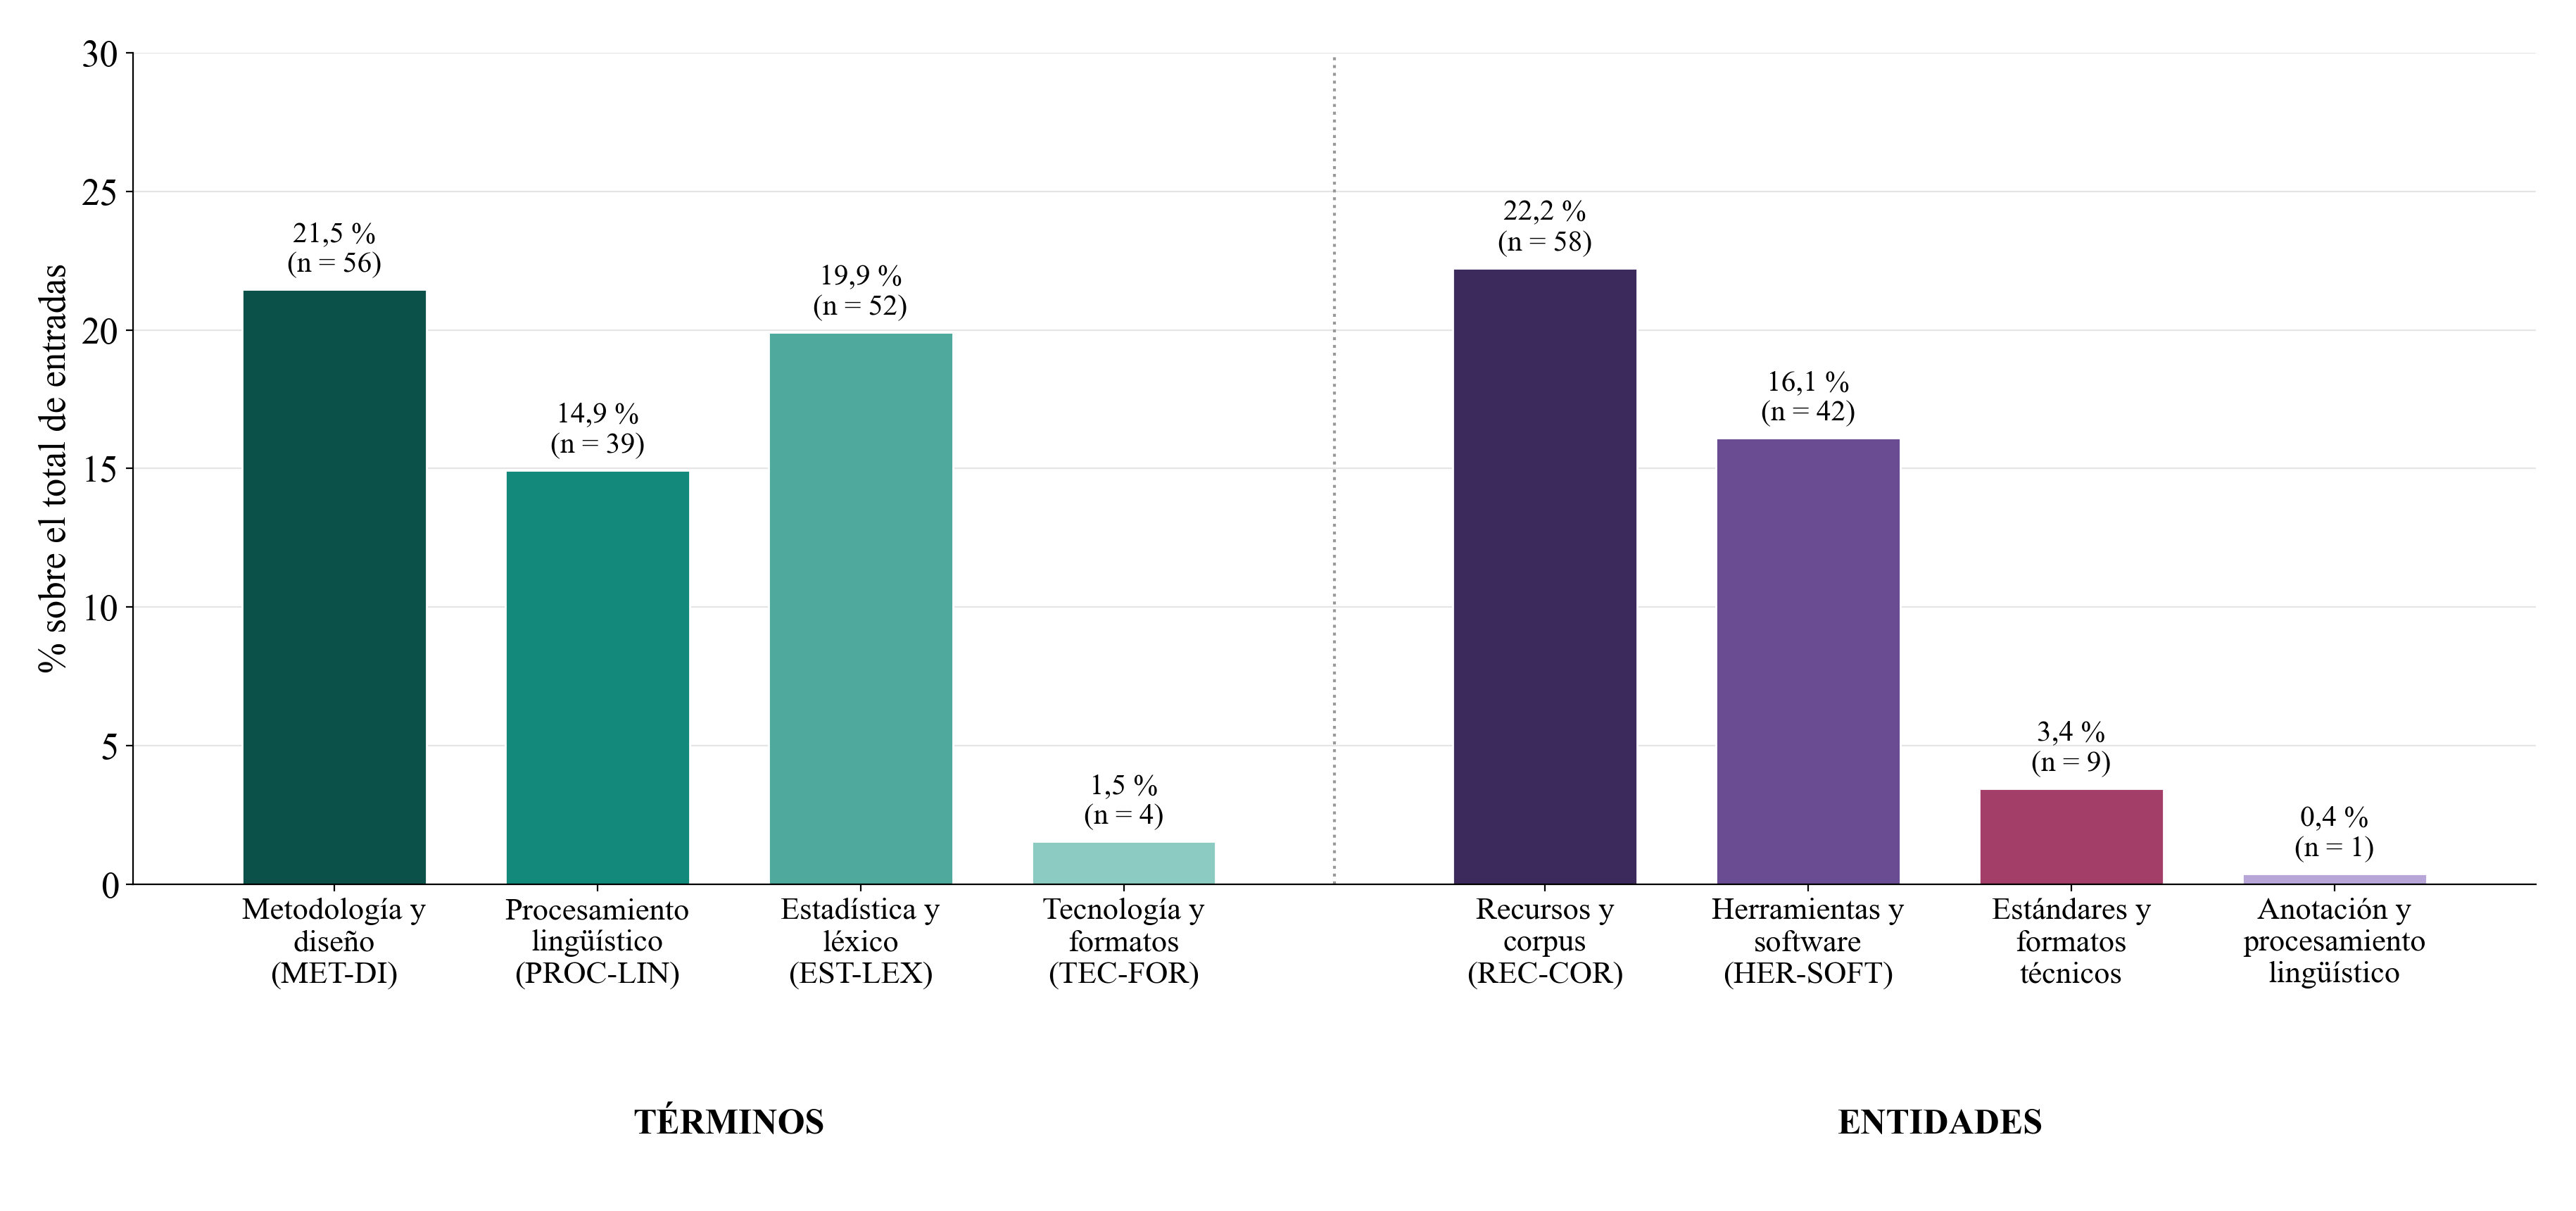 % sobre el total de entradas
30
25
20
15
10
5
0
21,5 %
(n = 56)
14,9 %
(n = 39)
19,9 %
(n = 52)
1,5 %
(n = 4)
22,2 %
(n = 58)
16,1 %
(n = 42)
3,4 %
(n = 9)
0,4 %
(n = 1)
Metodología y
diseño
(MET-DI)
Procesamiento
lingüístico
(PROC-LIN)
Estadística y
léxico
(EST-LEX)
Tecnología y
formatos
(TEC-FOR)
Recursos y
corpus
(REC-COR)
Herramientas y
software
(HER-SOFT)
Estándares y
formatos
técnicos
Anotación y
procesamiento
lingüístico
TÉRMINOS
ENTIDADES